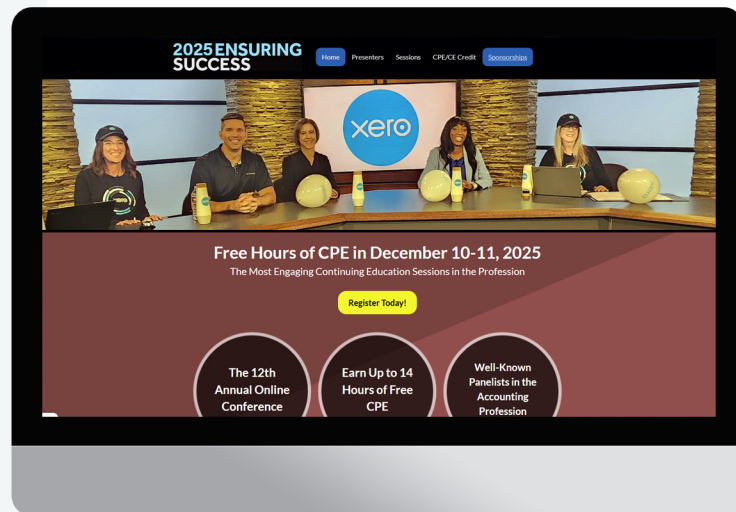 2025 ENSURING
SUCCESS
Home
Presenters
Sessions
CPE/CE Credit
Sponsorships
xero
Free Hours of CPE in December 10-11, 2025
The Most Engaging Continuing Education Sessions in the Profession
Register Today!
The 12th
Annual Online
Conference
Earn Up to 14
Hours of Free
CPE
Well-Known
Panelists in the
Accounting
Profession